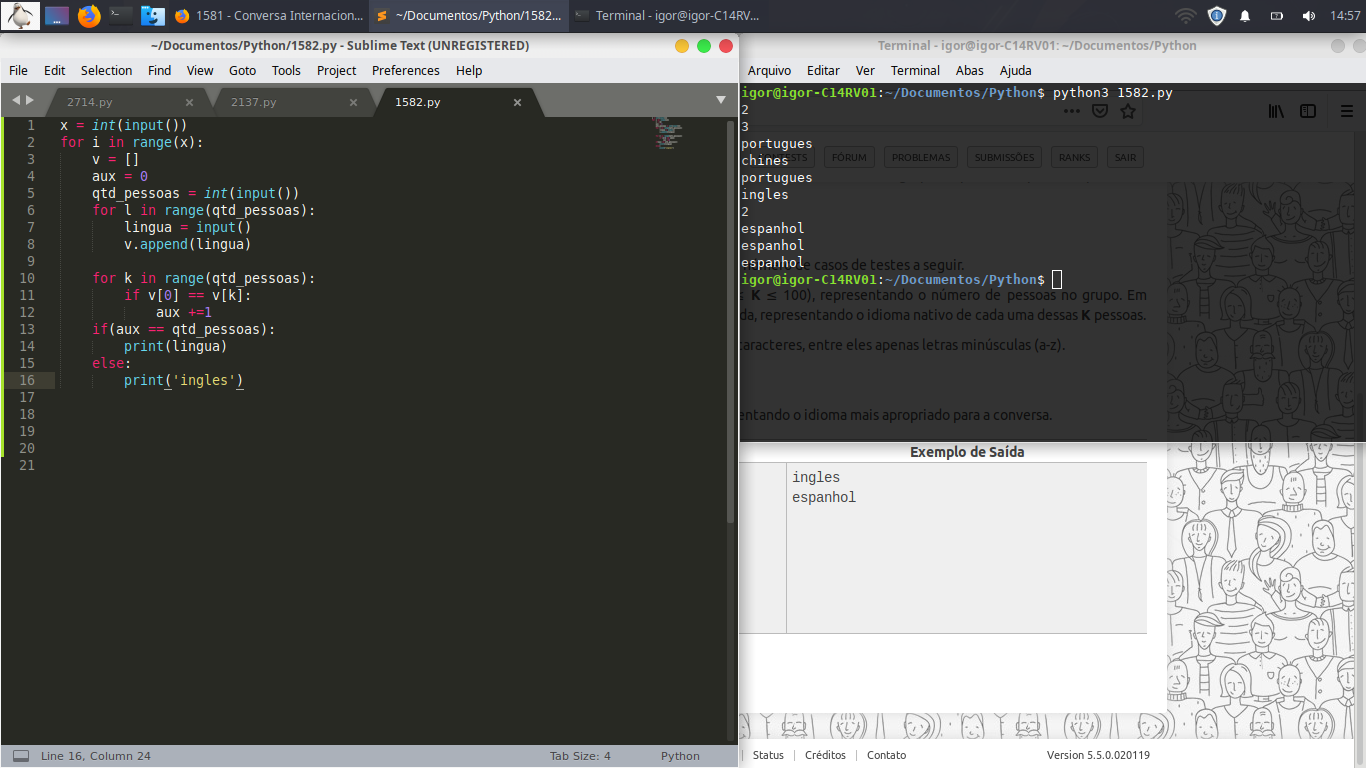 1581 - Conversa Internacion...
~/Documentos/Python/1582...
Terminal - igor@igor-C14RV...
14:57
~/Documentos/Python/1582.py - Sublime Text (UNREGISTERED)
File Edit Selection Find View Goto Tools Project Preferences Help
2714.py
2137.py
1582.py
1 x = int(input())
2 for i in range(x):
3 v = []
4 aux = 0
5 qtd_pessoas = int(input())
6 for l in range(qtd_pessoas):
7 lingua = input()
8 v.append(lingua)
9
10 for k in range(qtd_pessoas):
11 if v[0] == v[k]:
12 aux +=1
13 if(aux == qtd_pessoas):
14 print(lingua)
15 else:
16 print('ingles')
17
18
19
20
21
Line 16, Column 24
Tab Size: 4
Python
Terminal - igor@igor-C14RV01: ~/Documentos/Python
Arquivo Editar Ver Terminal Abas Ajuda
igor@igor-C14RV01:~/Documentos/Python$ python3 1582.py
2
3
portugues
chines
portugues
ingles
2
espanhol
espanhol
espanhol
igor@igor-C14RV01:~/Documentos/Python$
FÓRUM PROBLEMAS SUBMISSÕES RANKS SAIR
e casos de testes a seguir.
≤ K ≤ 100), representando o número de pessoas no grupo. Em
da, representando o idioma nativo de cada uma dessas K pessoas.
caracteres, entre eles apenas letras minúsculas (a-z).
entando o idioma mais apropriado para a conversa.
Exemplo de Saída
ingles
espanhol
Status Créditos Contato
Version 5.5.0.020119